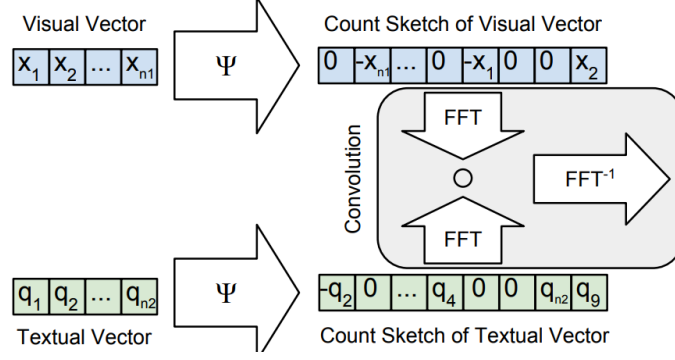 Visual Vector
Count Sketch of Visual Vector
x₁ x₂ ... xₙ₁
Ψ
0 -xₙ₁ ... 0 -x₁ 0 0 x₂
FFT
Convolution
○
FFT⁻¹
FFT
q₁ q₂ ... qₙ₂
Ψ
-q₂ 0 ... q₄ 0 0 qₙ₂ q₉
Textual Vector
Count Sketch of Textual Vector